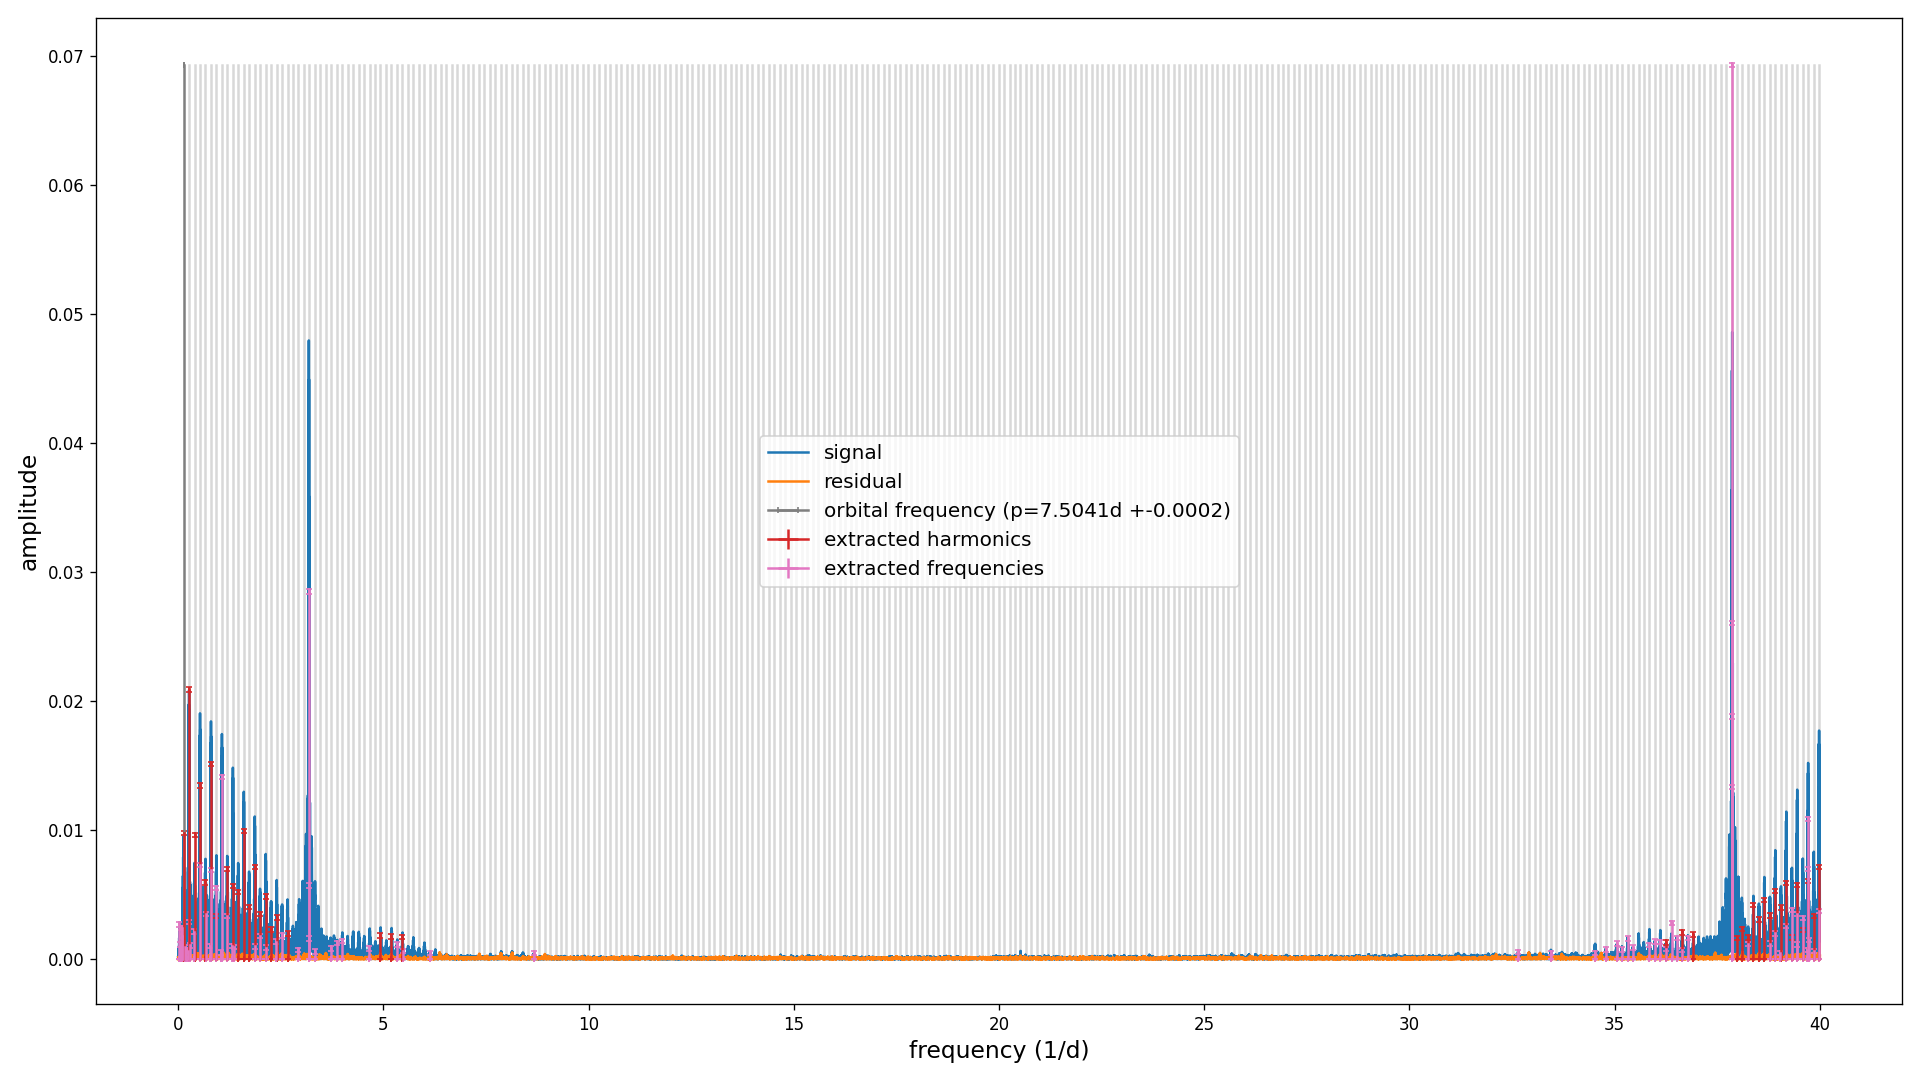 0.07
0.06
0.05
0.04
0.03
0.02
0.01
0.00
amplitude
signal
residual
orbital frequency (p=7.5041d +-0.0002)
extracted harmonics
extracted frequencies
0 5 10 15 20 25 30 35 40
frequency (1/d)